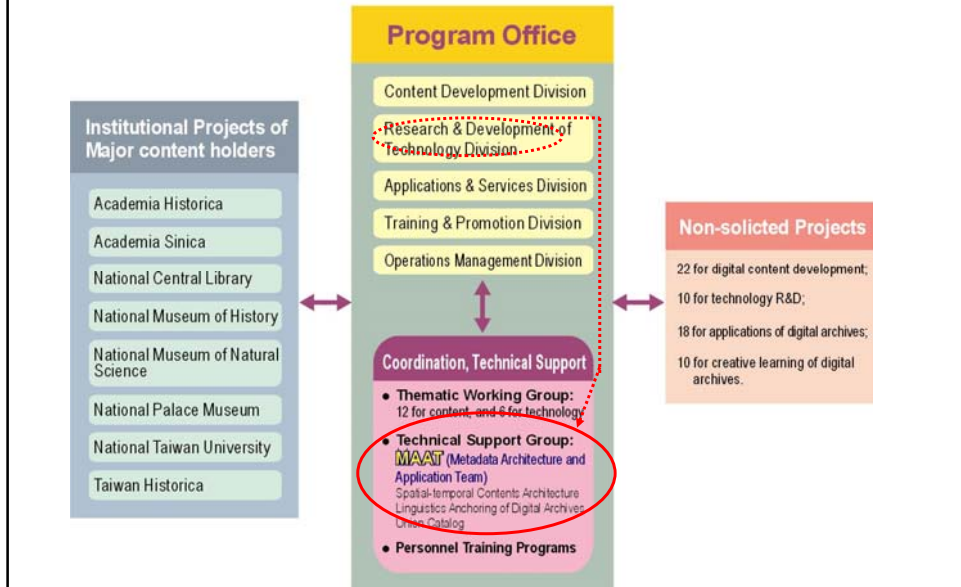 Program Office
Content Development Division
Research & Development of
Technology Division
Applications & Services Division
Training & Promotion Division
Operations Management Division
Institutional Projects of
Major content holders
Academia Historica
Academia Sinica
National Central Library
National Museum of History
National Museum of Natural
Science
National Palace Museum
National Taiwan University
Taiwan Historica
Coordination, Technical Support
• Thematic Working Group:
12 for content, and 6 for technology
• Technical Support Group:
MAAT (Metadata Architecture and
Application Team)
Spatial-temporal Contents Architecture
Linguistics Anchoring of Digital Archives
Union Catalog
• Personnel Training Programs
Non-solicted Projects
22 for digital content development;
10 for technology R&D;
18 for applications of digital archives;
10 for creative learning of digital
archives.